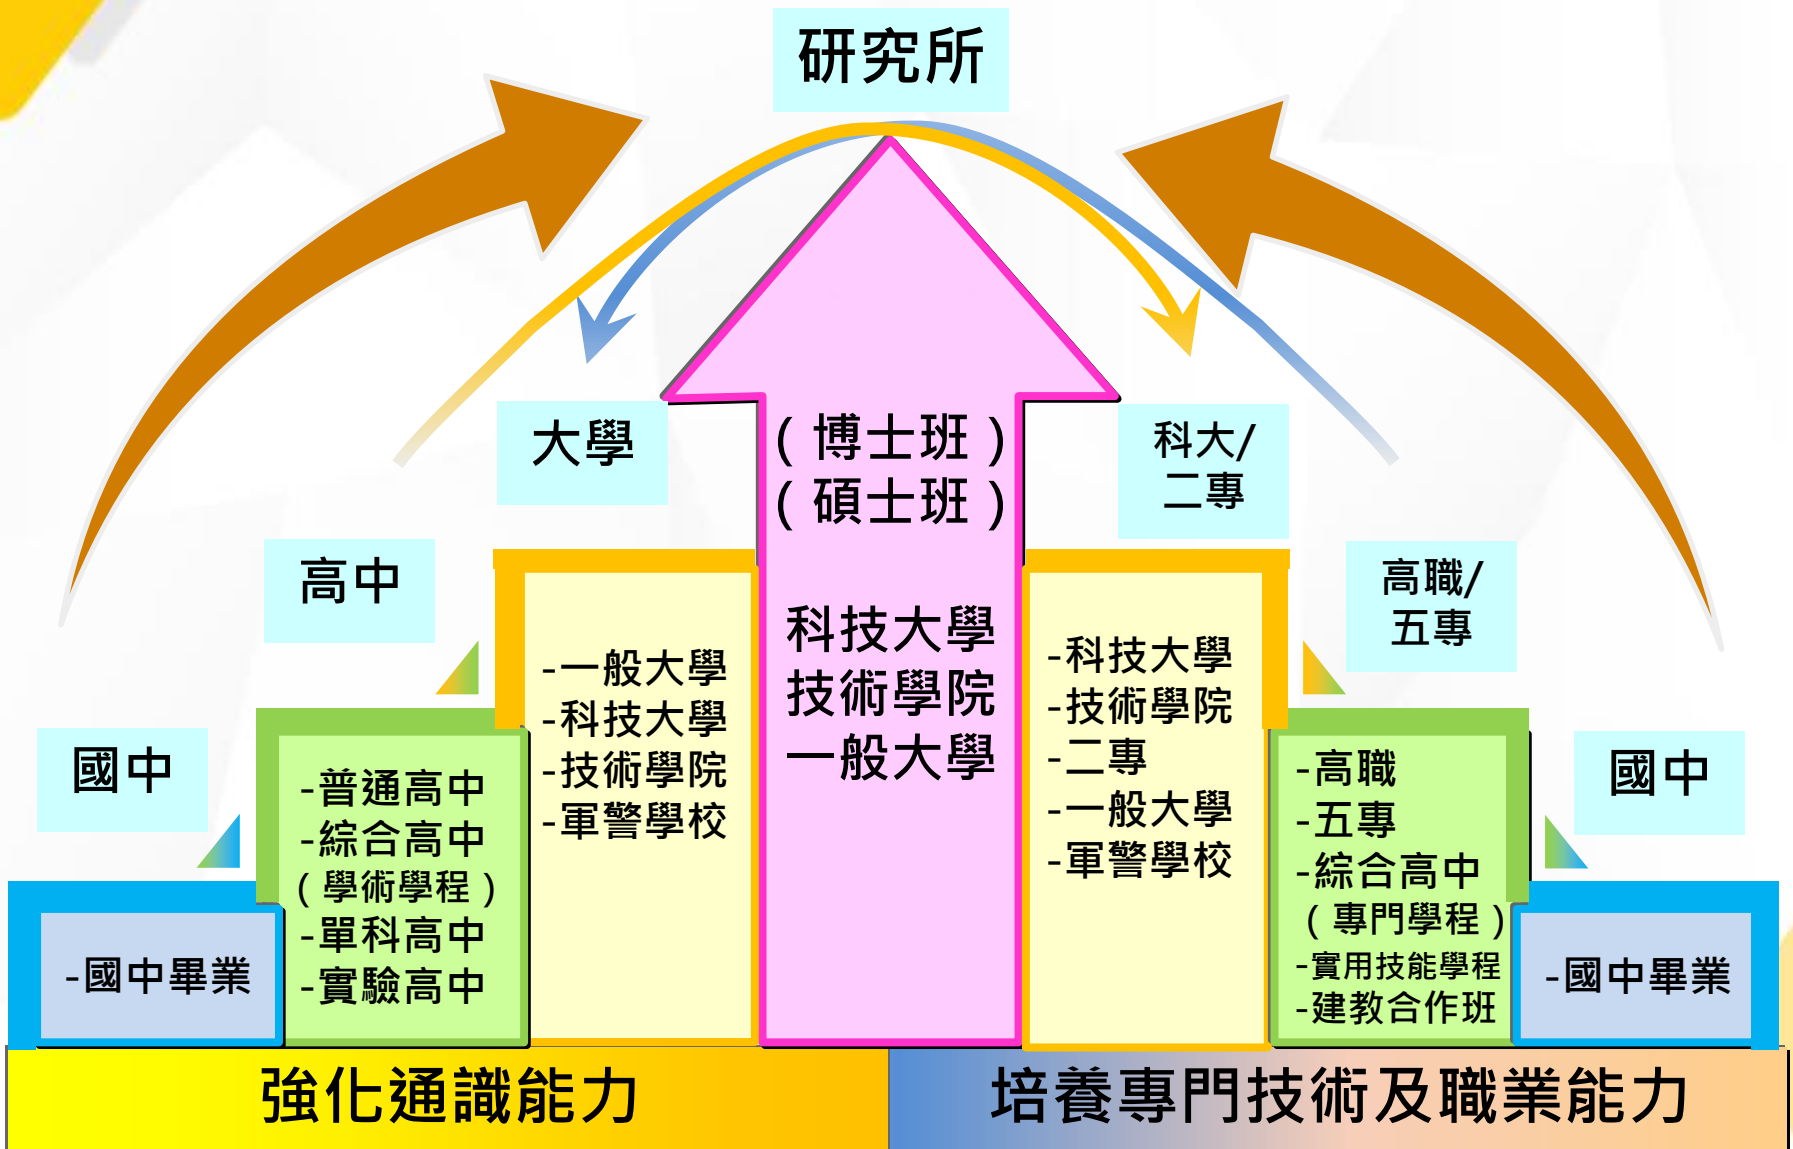 研究所
大學
(博士班)
(碩士班)
科大/
二專
高中
高職/
五專
國中
國中
科技大學
技術學院
一般大學
-一般大學
-科技大學
-技術學院
-軍警學校
-科技大學
-技術學院
-二專
-一般大學
-軍警學校
-普通高中
-綜合高中
(學術學程)
-單科高中
-實驗高中
-高職
-五專
-綜合高中
(專門學程)
-實用技能學程
-建教合作班
-國中畢業
-國中畢業
強化通識能力
培養專門技術及職業能力